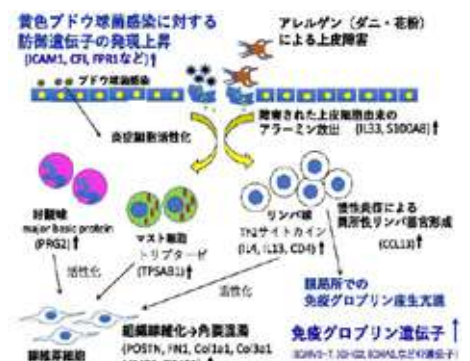 黄色ブドウ球菌感染に対する
防御遺伝子の発現上昇
(ICAM1, CFI, FPR1など)↑
アレルゲン（ダニ・花粉）
による上皮障害
ブドウ球菌感染
障害された上皮細胞由来の
アラーミン放出 (IL33, S100A8)↑
炎症細胞活性化
好酸球
major basic protein
(PRG2)↑
マスト細胞
トリプターゼ
(TPSAB1)↑
リンパ球
Th2サイトカイン
(IL4, IL13, CD4)↑
慢性炎症による
異所性リンパ濾胞形成
(CCL13)↑
活性化
活性化
眼局所での
免疫グロブリン産生亢進
免疫グロブリン遺伝子↑
組織線維化→角膜混濁
(POSTN, FN1, Col1a1, Col3a1
線維芽細胞